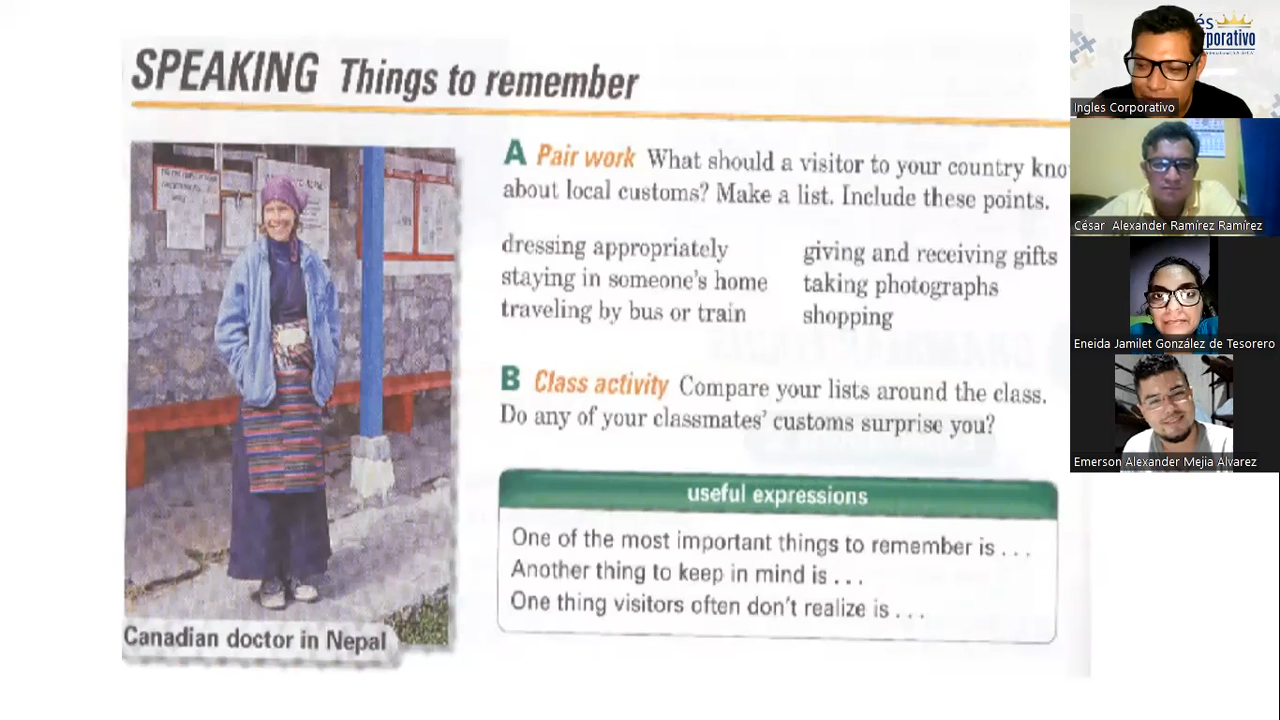 SPEAKING Things to remember
A Pair work What should a visitor to your country kno
about local customs? Make a list. Include these points.
dressing appropriately
staying in someone's home
traveling by bus or train
giving and receiving gifts
taking photographs
shopping
B Class activity Compare your lists around the class.
Do any of your classmates' customs surprise you?
useful expressions
One of the most important things to remember is . . .
Another thing to keep in mind is . . .
One thing visitors often don't realize is . . .
Canadian doctor in Nepal
és
rporativo
Ingles Corporativo
César Alexander Ramírez Ramírez
Eneida Jamilet González de Tesorero
Emerson Alexander Mejia Alvarez